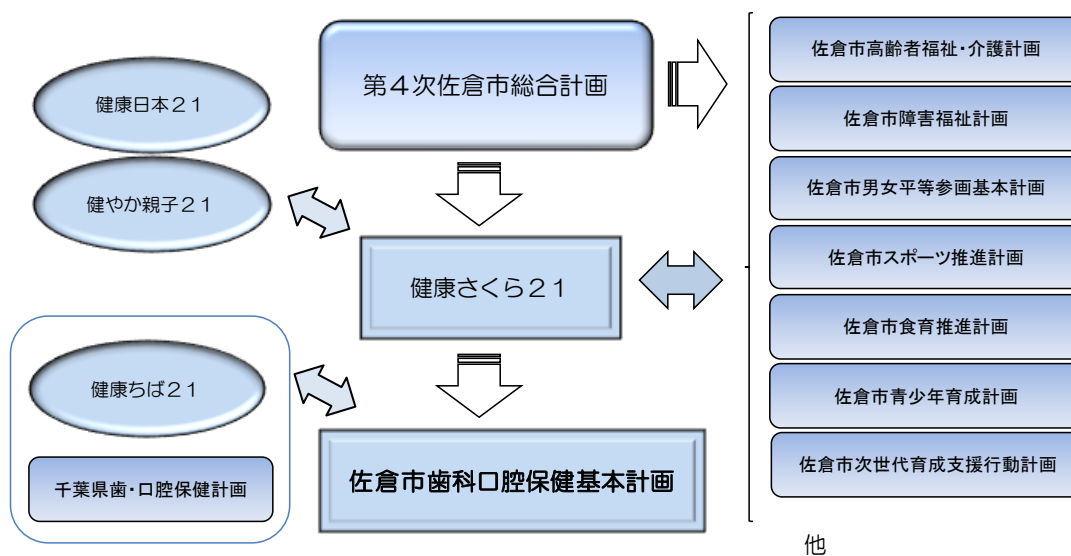 第４次佐倉市総合計画
健康日本２１
健やか親子２１
健康さくら２１
健康ちば２１
千葉県歯・口腔保健計画
佐倉市歯科口腔保健基本計画
佐倉市高齢者福祉・介護計画
佐倉市障害福祉計画
佐倉市男女平等参画基本計画
佐倉市スポーツ推進計画
佐倉市食育推進計画
佐倉市青少年育成計画
佐倉市次世代育成支援行動計画
他